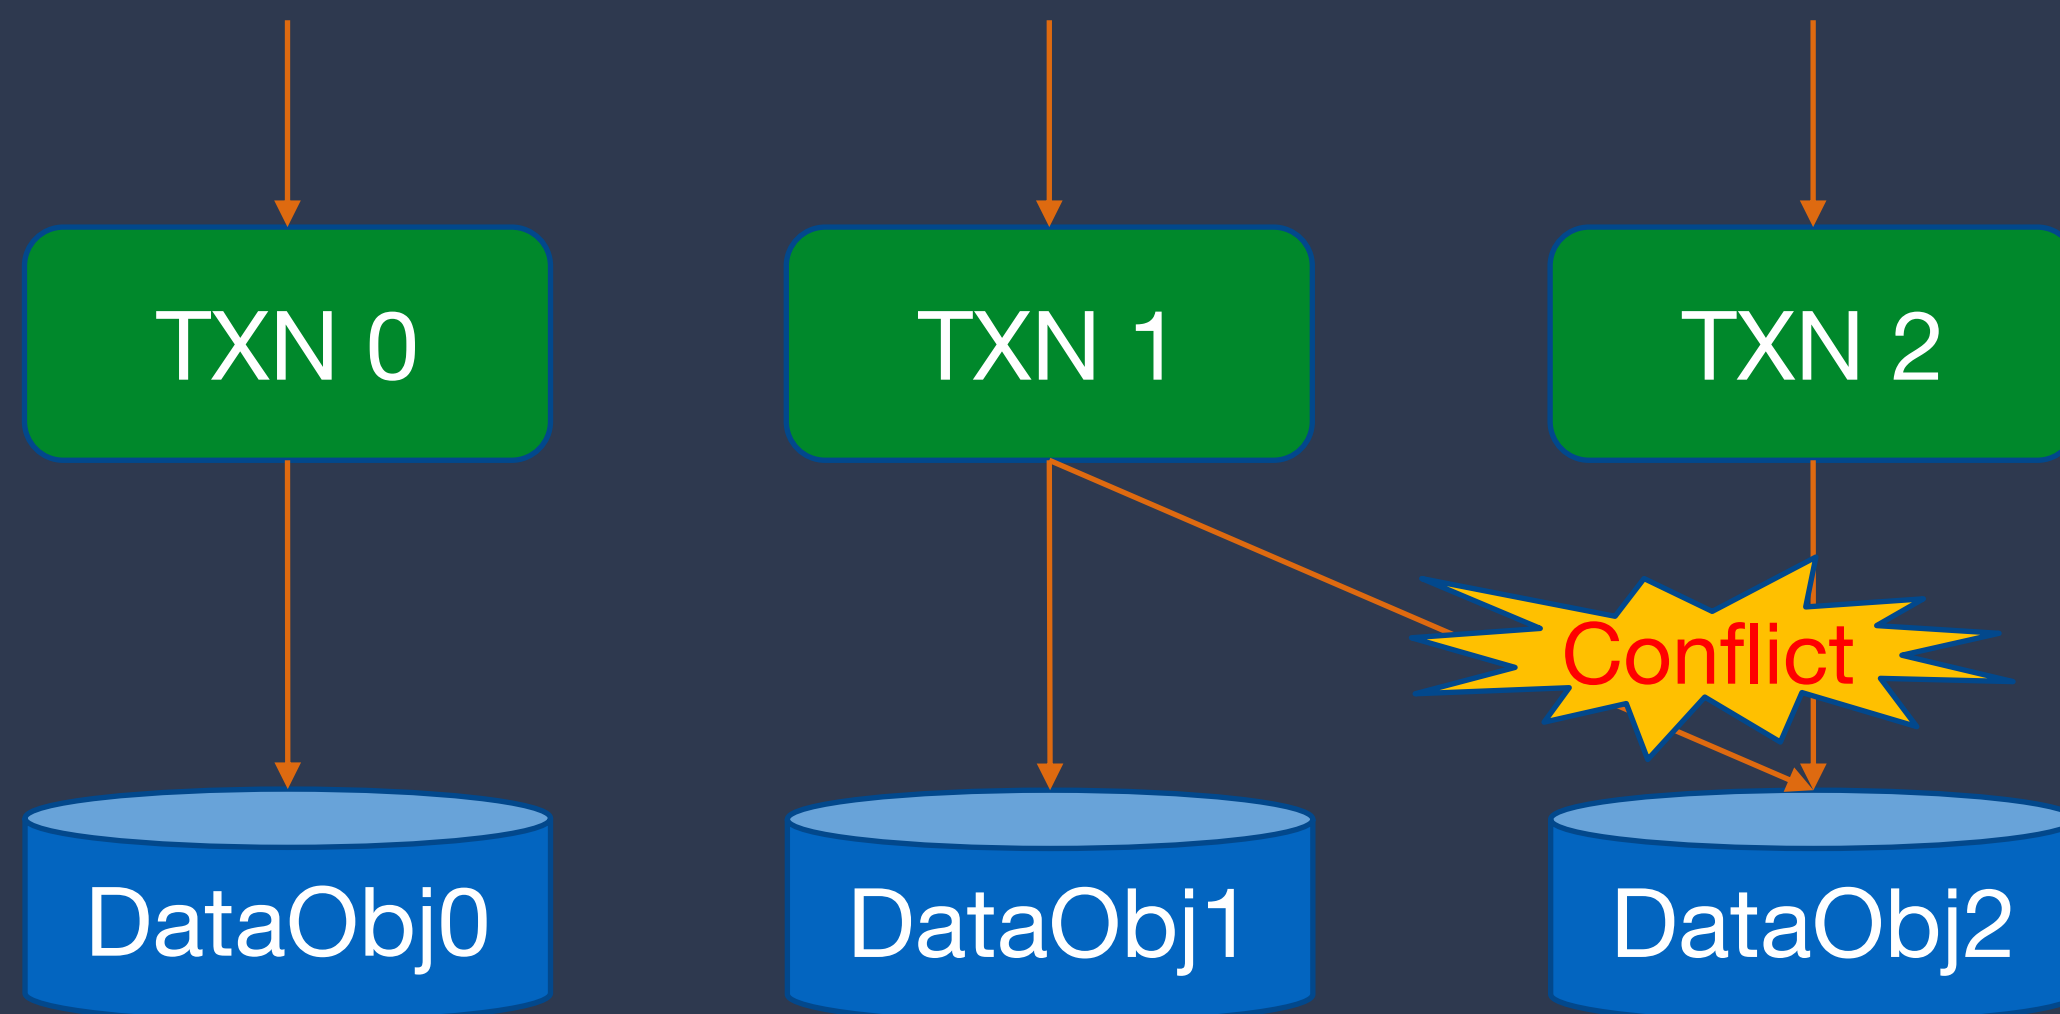 TXN 0
TXN 1
TXN 2
Conflict
DataObj0
DataObj1
DataObj2